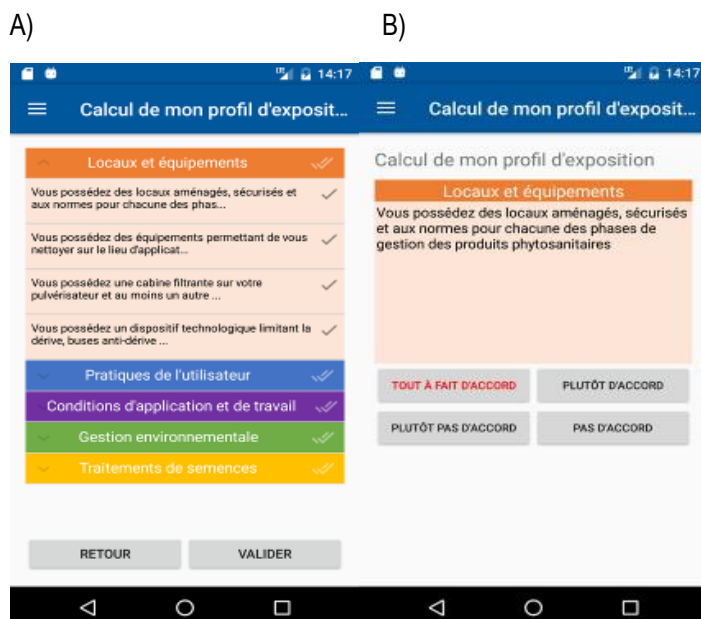 A)
14:17
Calcul de mon profil d'exposit...
Locaux et équipements
Vous possédez des locaux aménagés, sécurisés et
aux normes pour chacune des phas...
Vous possédez des équipements permettant de vous
nettoyer sur le lieu d'applicat...
Vous possédez une cabine filtrante sur votre
pulvérisateur et au moins un autre ...
Vous possédez un dispositif technologique limitant la
dérive, buses anti-dérive ...
Pratiques de l'utilisateur
Conditions d'application et de travail
Gestion environnementale
Traitements de semences
RETOUR
VALIDER
B)
14:17
Calcul de mon profil d'exposit...
Calcul de mon profil d'exposition
Locaux et équipements
Vous possédez des locaux aménagés, sécurisés
et aux normes pour chacune des phases de
gestion des produits phytosanitaires
TOUT À FAIT D'ACCORD
PLUTÔT D'ACCORD
PLUTÔT PAS D'ACCORD
PAS D'ACCORD